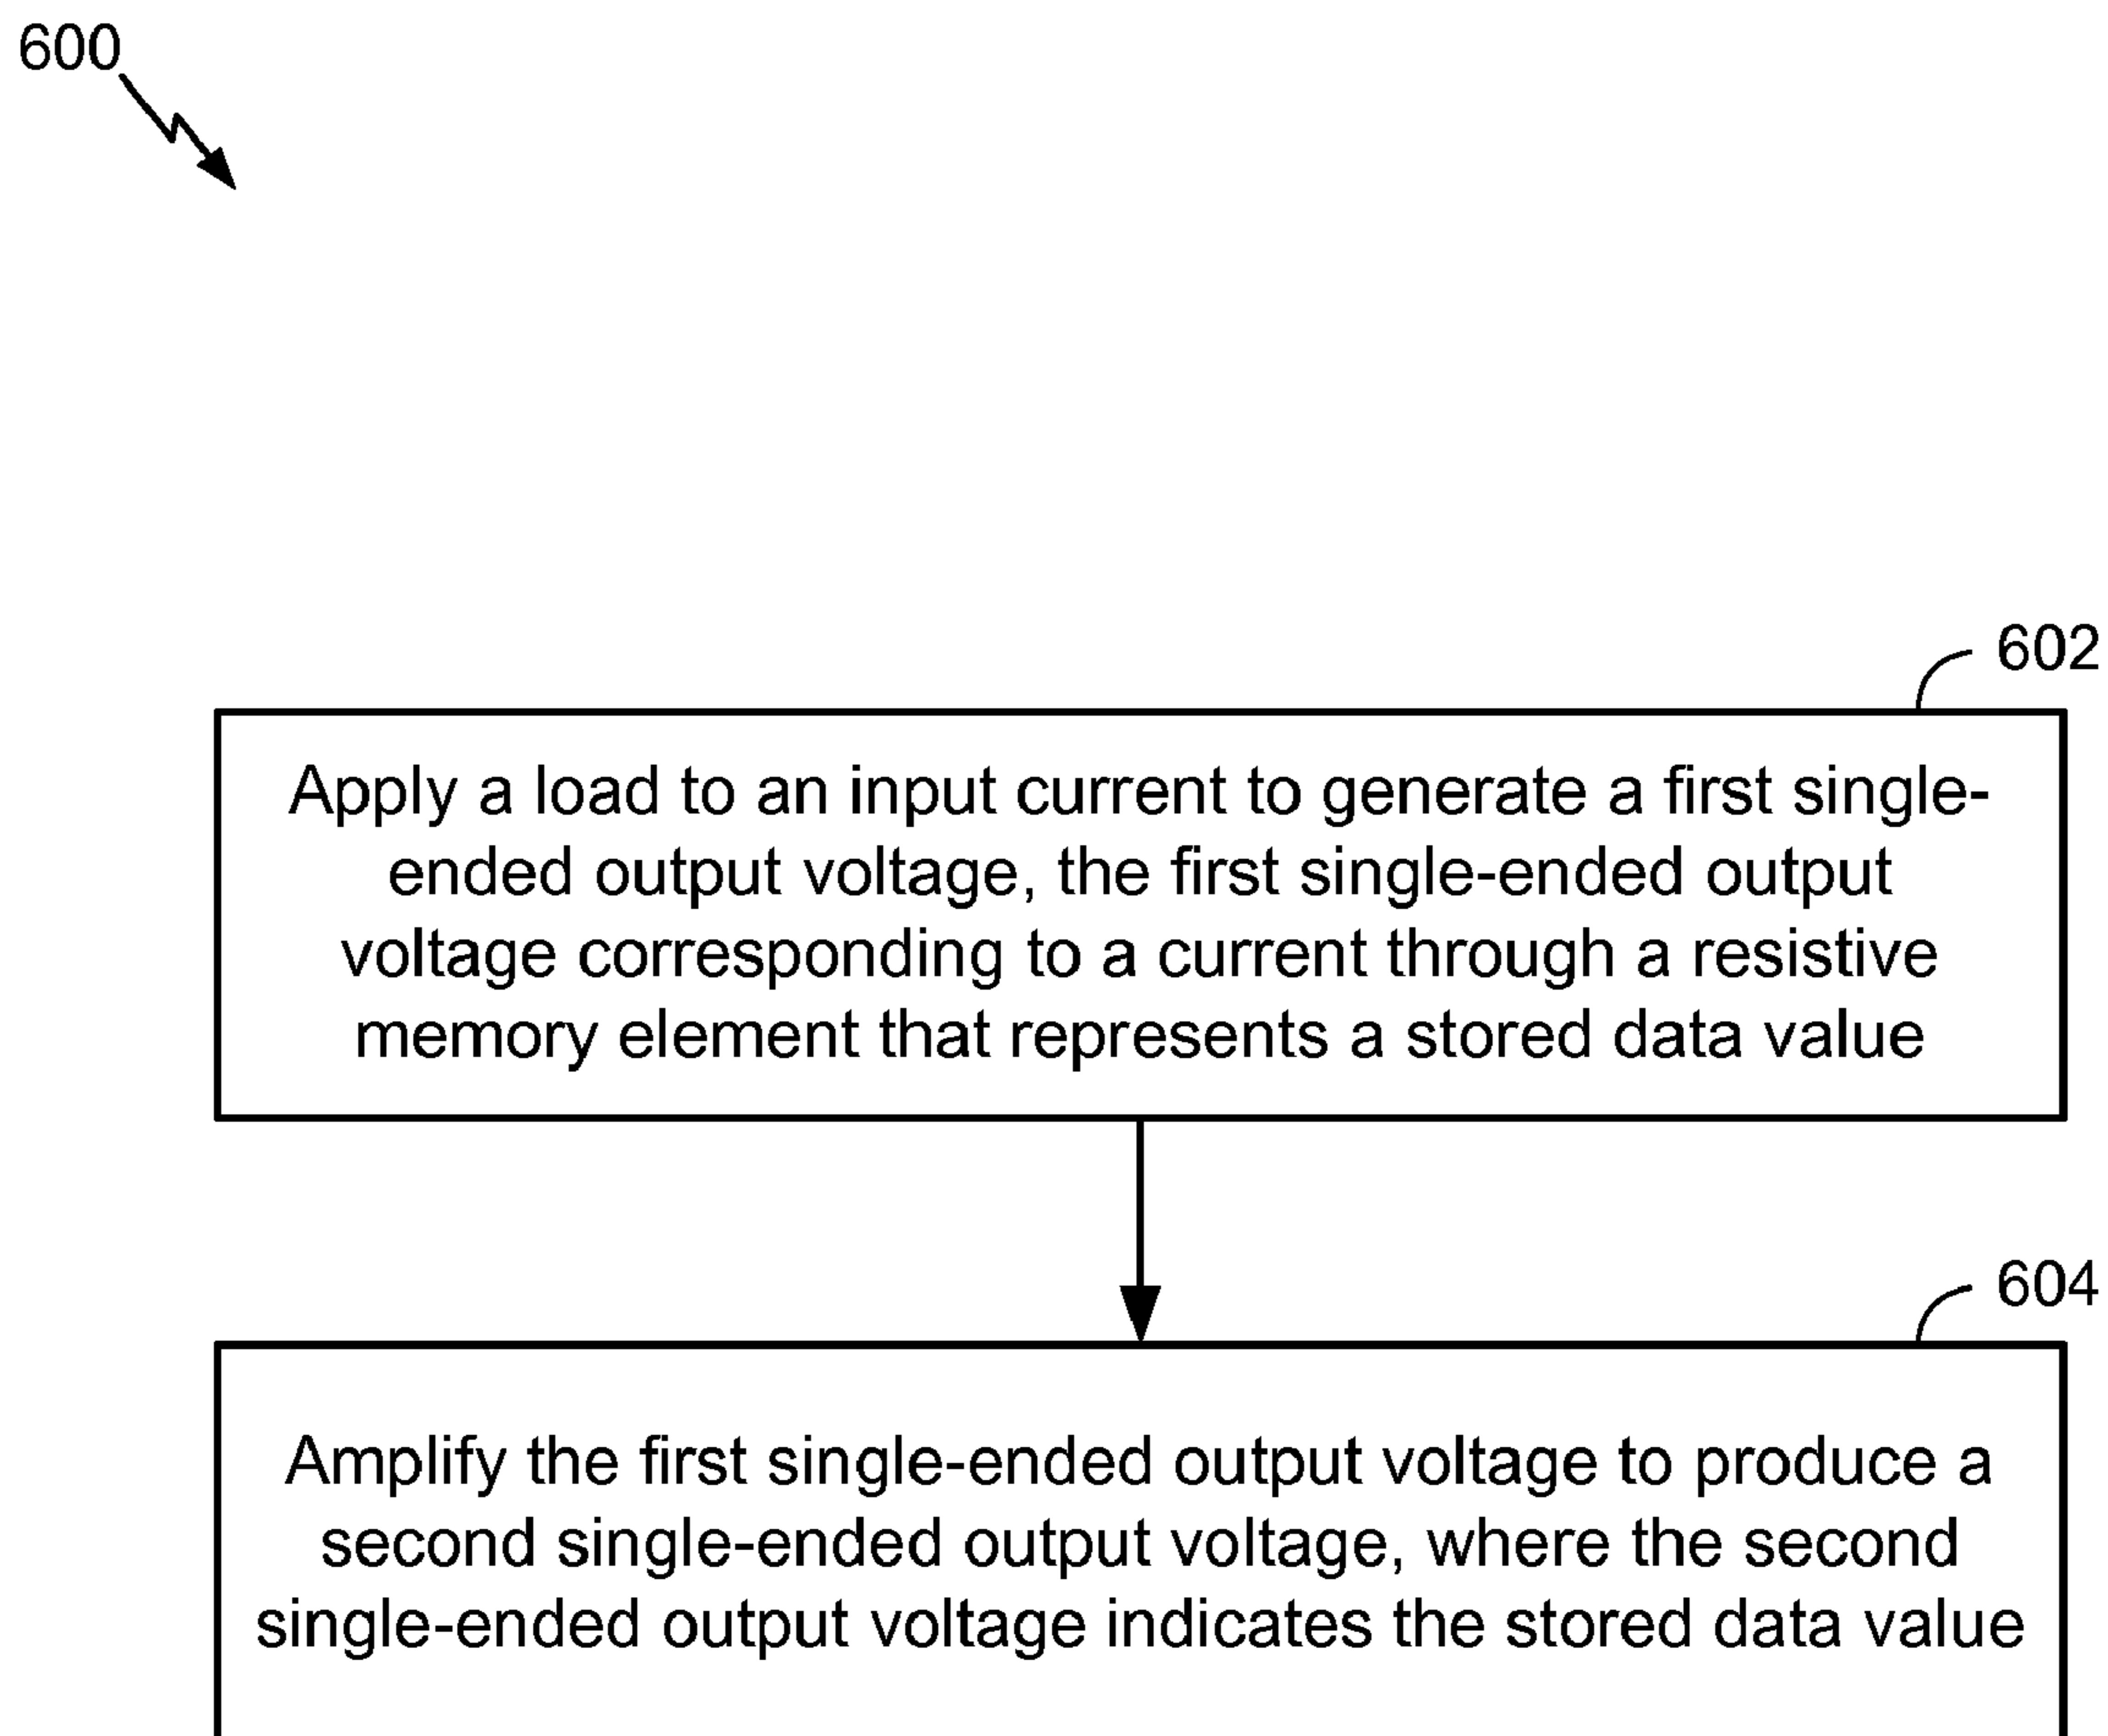 600
602
Apply a load to an input current to generate a first single-
ended output voltage, the first single-ended output
voltage corresponding to a current through a resistive
memory element that represents a stored data value
604
Amplify the first single-ended output voltage to produce a
second single-ended output voltage, where the second
single-ended output voltage indicates the stored data value